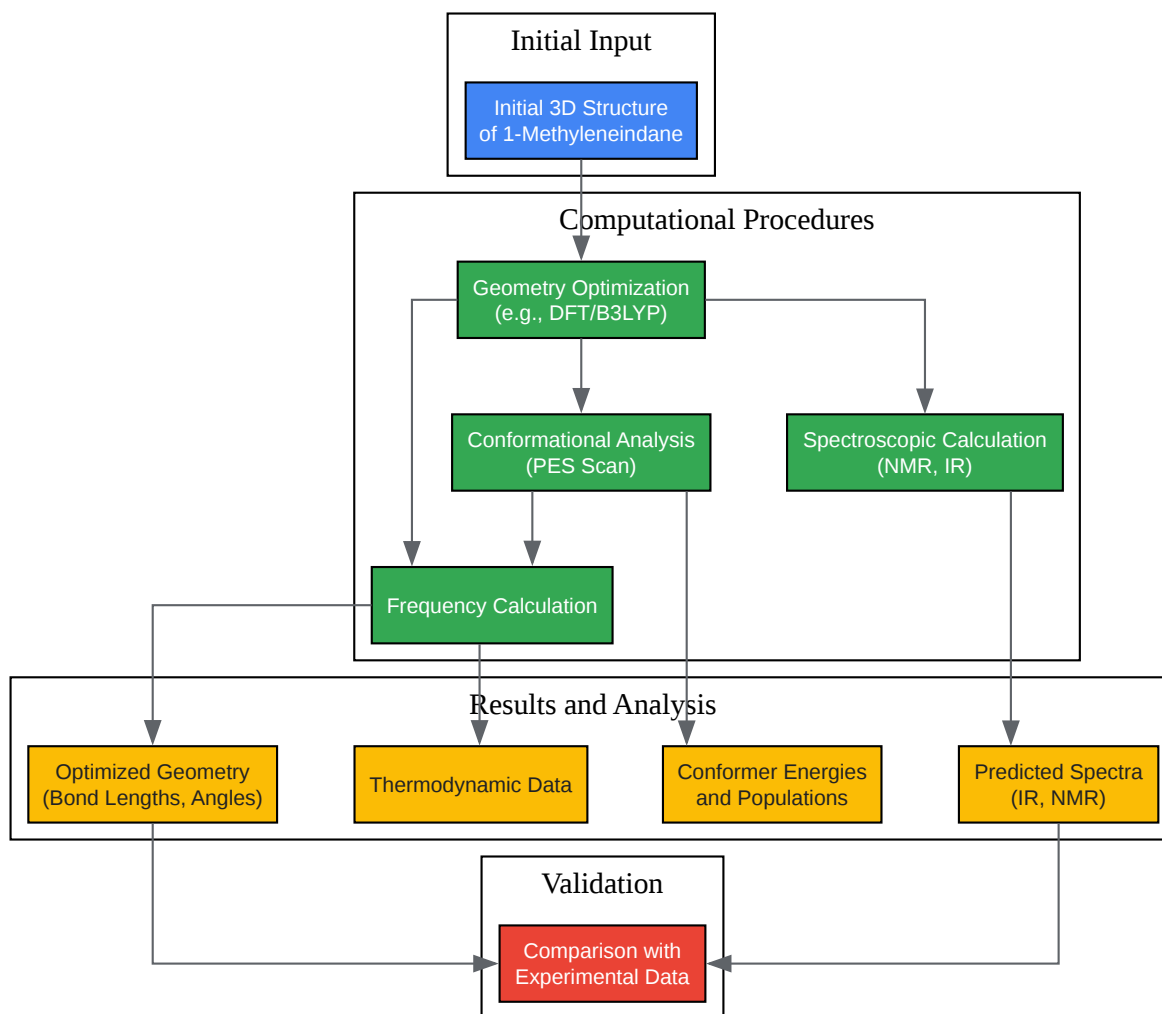 Initial Input
Initial 3D Structure
of 1-Methyleneindane
Computational Procedures
Geometry Optimization
(e.g., DFT/B3LYP)
Conformational Analysis
(PES Scan)
Spectroscopic Calculation
(NMR, IR)
Frequency Calculation
Results and Analysis
Optimized Geometry
(Bond Lengths, Angles)
Thermodynamic Data
Conformer Energies
and Populations
Predicted Spectra
(IR, NMR)
Validation
Comparison with
Experimental Data